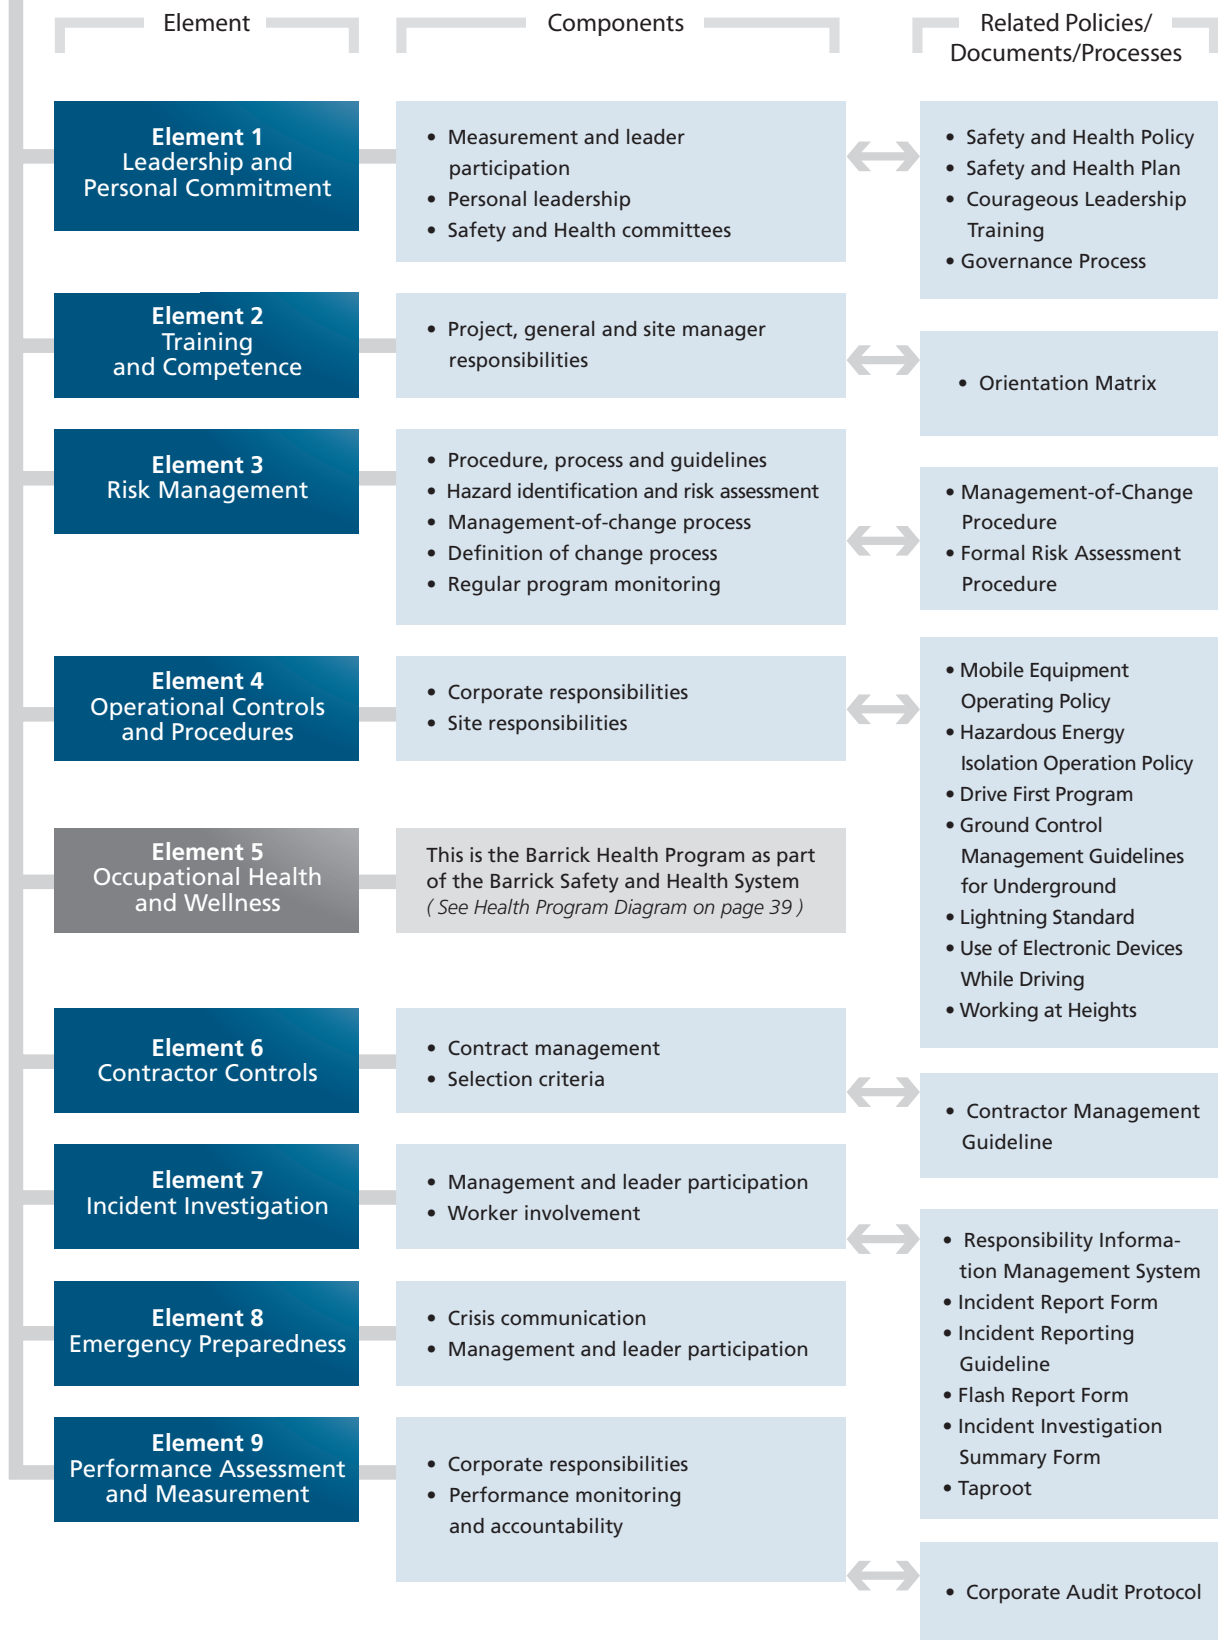 Element
Components
Related Policies/
Documents/Processes
Element 1
Leadership and
Personal Commitment
• Measurement and leader
participation
• Personal leadership
• Safety and Health committees
• Safety and Health Policy
• Safety and Health Plan
• Courageous Leadership
Training
• Governance Process
Element 2
Training
and Competence
• Project, general and site manager
responsibilities
• Orientation Matrix
Element 3
Risk Management
• Procedure, process and guidelines
• Hazard identification and risk assessment
• Management-of-change process
• Definition of change process
• Regular program monitoring
• Management-of-Change
Procedure
• Formal Risk Assessment
Procedure
Element 4
Operational Controls
and Procedures
• Corporate responsibilities
• Site responsibilities
• Mobile Equipment
Operating Policy
• Hazardous Energy
Isolation Operation Policy
• Drive First Program
• Ground Control
Management Guidelines
for Underground
• Lightning Standard
• Use of Electronic Devices
While Driving
• Working at Heights
Element 5
Occupational Health
and Wellness
This is the Barrick Health Program as part
of the Barrick Safety and Health System
( See Health Program Diagram on page 39 )
Element 6
Contractor Controls
• Contract management
• Selection criteria
• Contractor Management
Guideline
Element 7
Incident Investigation
• Management and leader participation
• Worker involvement
• Responsibility Informa-
tion Management System
• Incident Report Form
• Incident Reporting
Guideline
• Flash Report Form
• Incident Investigation
Summary Form
• Taproot
Element 8
Emergency Preparedness
• Crisis communication
• Management and leader participation
Element 9
Performance Assessment
and Measurement
• Corporate responsibilities
• Performance monitoring
and accountability
• Corporate Audit Protocol